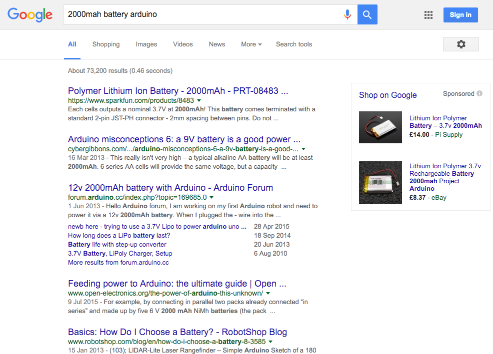 Google
2000mah battery arduino
Sign in
All Shopping Images Videos News More Search tools
About 73,200 results (0.46 seconds)
Polymer Lithium Ion Battery - 2000mAh - PRT-08483 ...
https://www.sparkfun.com/products/8483
Each cells outputs a nominal 3.7V at 2000mAh! This battery comes terminated with a
standard 2-pin JST-PH connector - 2mm spacing between pins. Do not ...
Arduino misconceptions 6: a 9V battery is a good power ...
cybergibbons.com/.../arduino-misconceptions-6-a-9v-battery-is-a-good-...
16 Mar 2013 - This really isn't very high – a typical alkaline AA battery will be at least
2000mAh. 6 series AA cells will provide the same voltage, but a capacity ...
12v 2000mAh battery with Arduino - Arduino Forum
forum.arduino.cc/index.php?topic=169685.0
1 Jun 2013 - Hello Arduino forum, I am working on my first Arduino robot and need to
power it via a 12v 2000mAh battery. When I plugged the - wire into the ...
newb here - trying to use a 3.7V Lipo to power arduino uno ... 28 Apr 2015
How long does a LiPo battery last? 18 Sep 2014
Battery life with step-up converter 20 Jun 2013
3.7V Battery, LiPoly Charger, Setup 6 Aug 2010
More results from forum.arduino.cc
Feeding power to Arduino: the ultimate guide | Open ...
www.open-electronics.org/the-power-of-arduino-this-unknown/
9 Jul 2015 - For example, by connecting in parallel two packs already connected "in
series" and made up by five 6 V 2000 mAh NiMh batteries (the pack ...
Basics: How Do I Choose a Battery? - RobotShop Blog
www.robotshop.com/blog/en/how-do-i-choose-a-battery-8-3585
15 Jan 2013 - (103); LIDAR-Lite Laser Rangefinder – Simple Arduino Sketch of a 180
Shop on Google Sponsored
Lithium Ion Polymer
Battery – 3.7v 2000mAh
£14.00 - Pi Supply
Lithium Ion Polymer 3.7v
Rechargeable Battery
2000mAh Project
Arduino
£8.37 - eBay